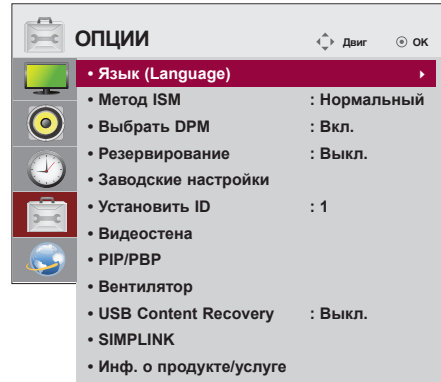 ОПЦИИ Двиг ОК
• Язык (Language)
• Метод ISM : Нормальный
• Выбрать DPM : Вкл.
• Резервирование : Выкл.
• Заводские настройки
• Установить ID : 1
• Видеостена
• PIP/PBP
• Вентилятор
• USB Content Recovery : Выкл.
• SIMPLINK
• Инф. о продукте/услуге